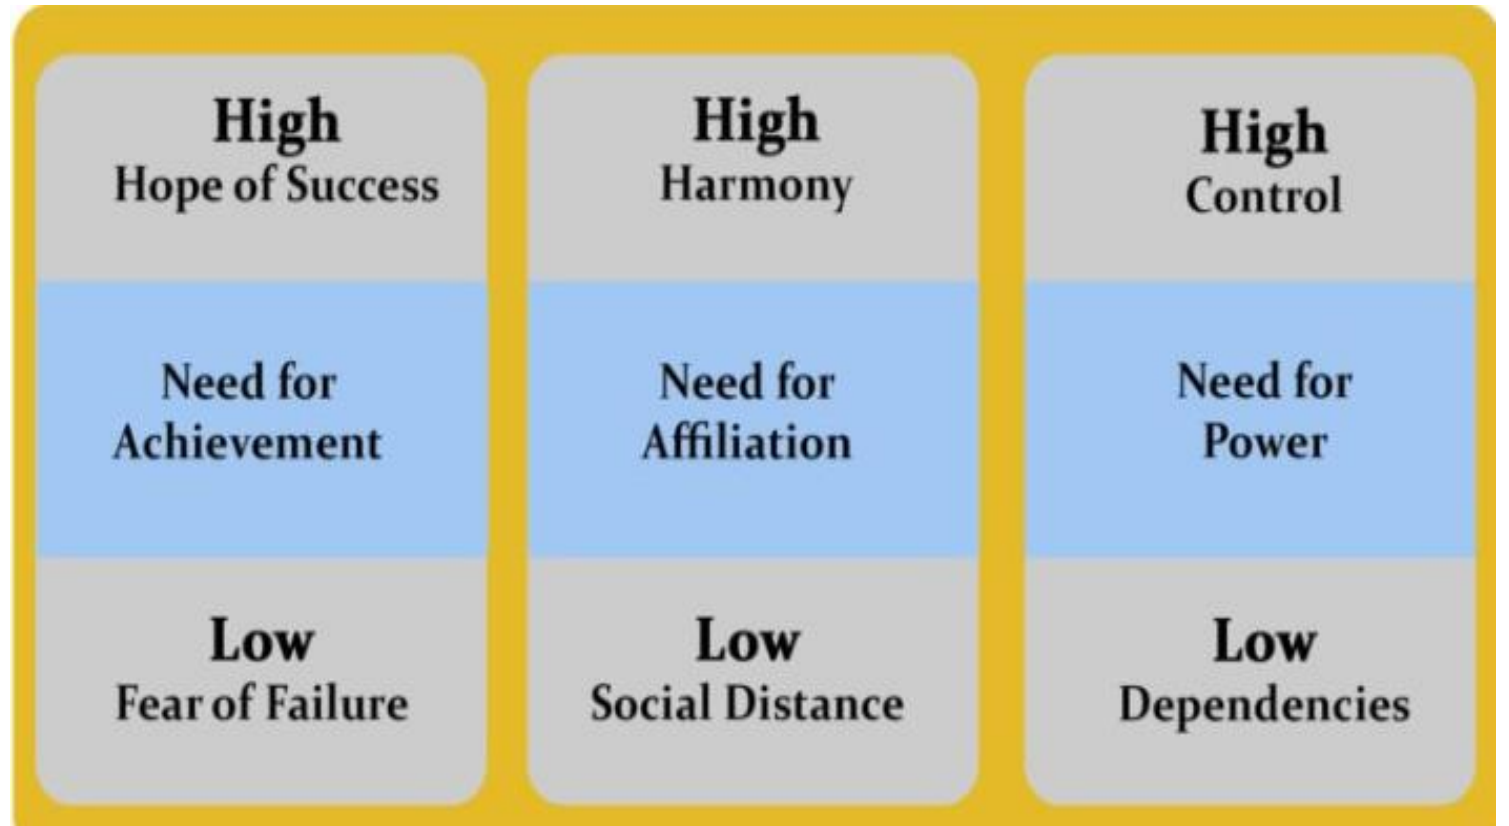 High
Hope of Success
Need for
Achievement
Low
Fear of Failure
High
Harmony
Need for
Affiliation
Low
Social Distance
High
Control
Need for
Power
Low
Dependencies